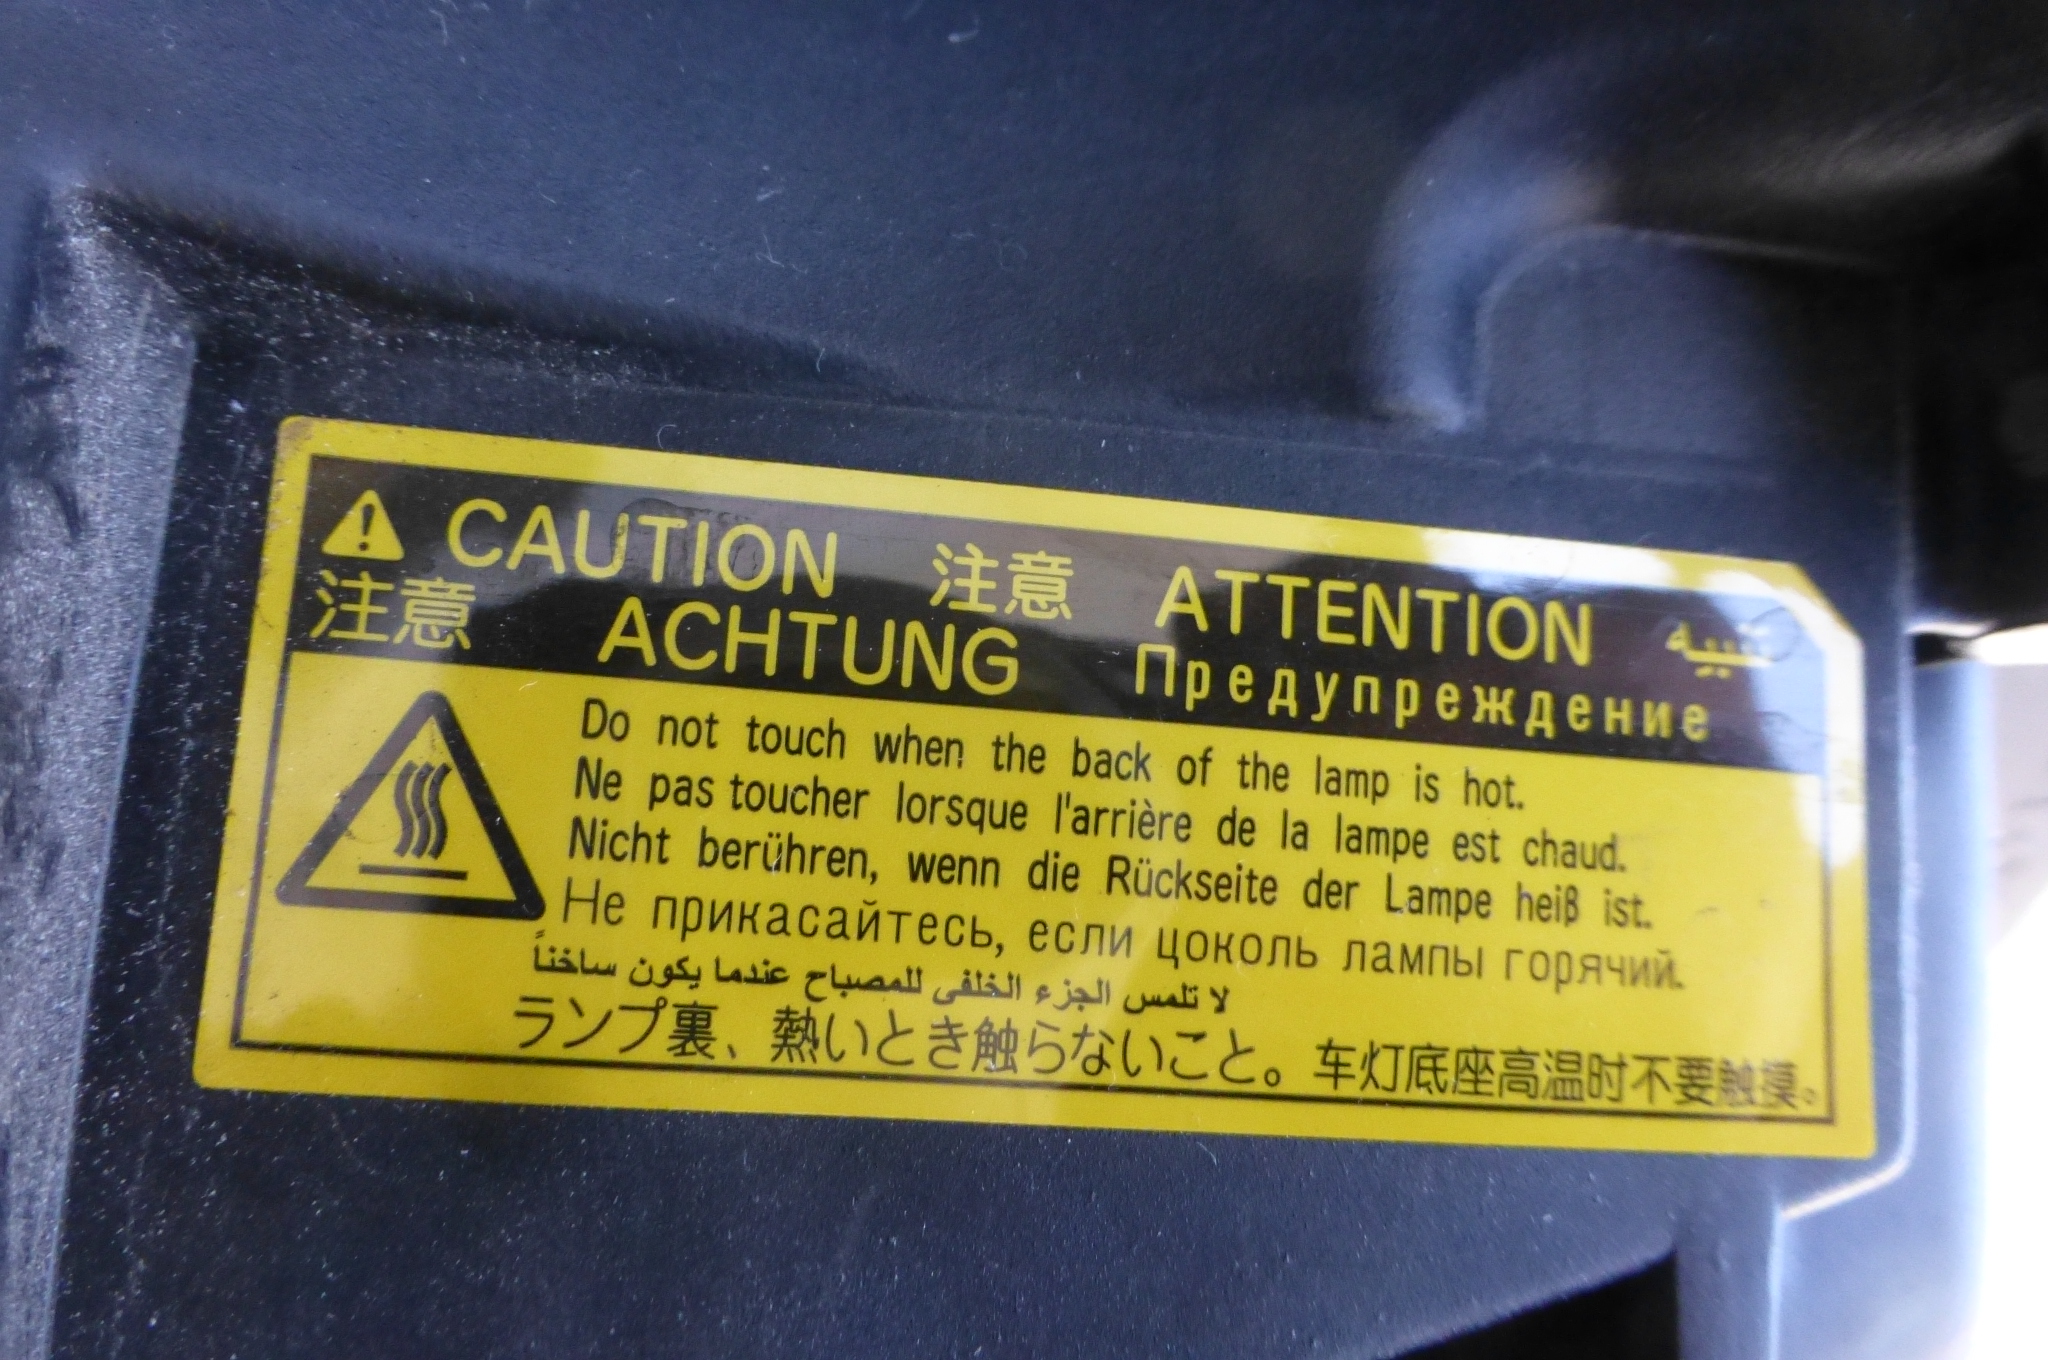 CAUTION 注意 ATTENTION تنبيه
注意 ACHTUNG Предупреждение
Do not touch when the back of the lamp is hot.
Ne pas toucher lorsque l'arrière de la lampe est chaud.
Nicht berühren, wenn die Rückseite der Lampe heiß ist.
Не прикасайтесь, если цоколь лампы горячий.
لا تلمس الجزء الخلفى للمصباح عندما يكون ساخناً
ランプ裏、熱いとき触らないこと。车灯底座高温时不要触摸。